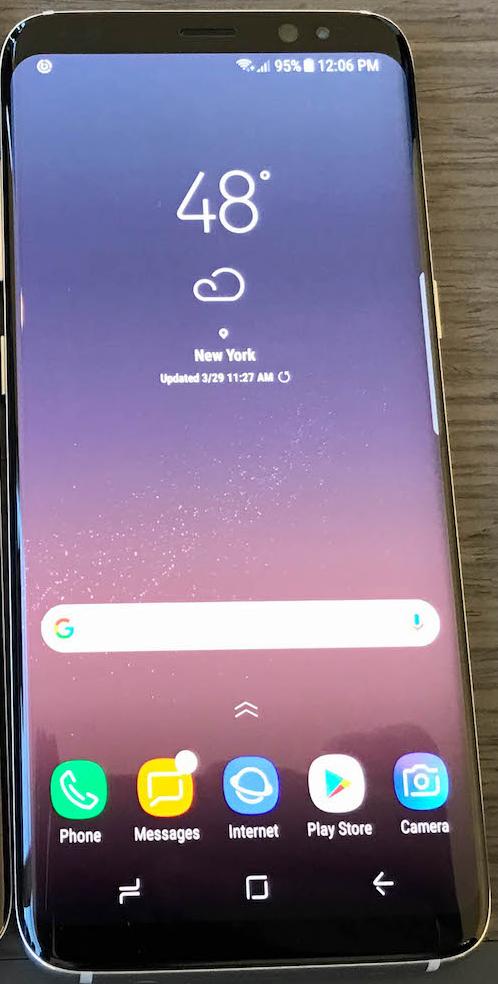 95% 12:06 PM
48°
New York
Updated 3/29 11:27 AM
G
Phone Messages Internet Play Store Camera